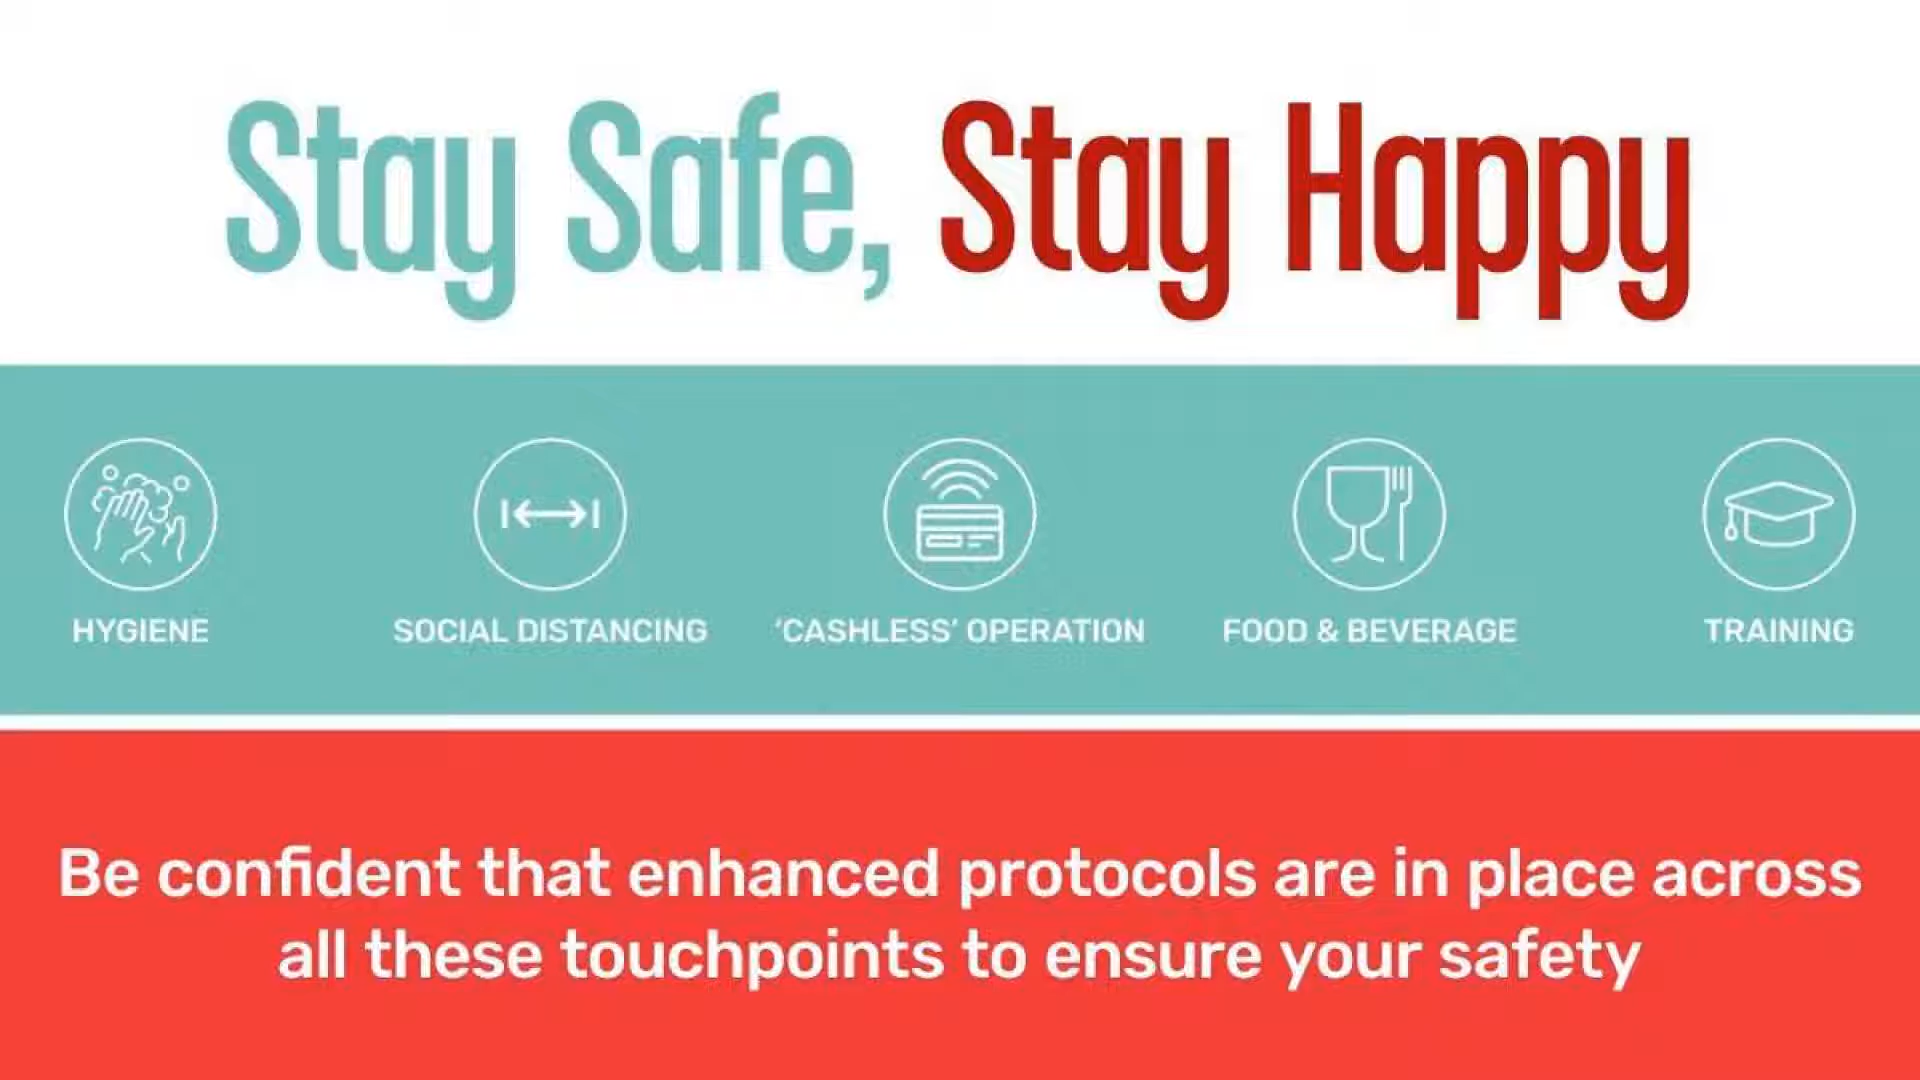 Stay Safe, Stay Happy
HYGIENE
SOCIAL DISTANCING
‘CASHLESS’ OPERATION
FOOD & BEVERAGE
TRAINING
Be confident that enhanced protocols are in place across
all these touchpoints to ensure your safety